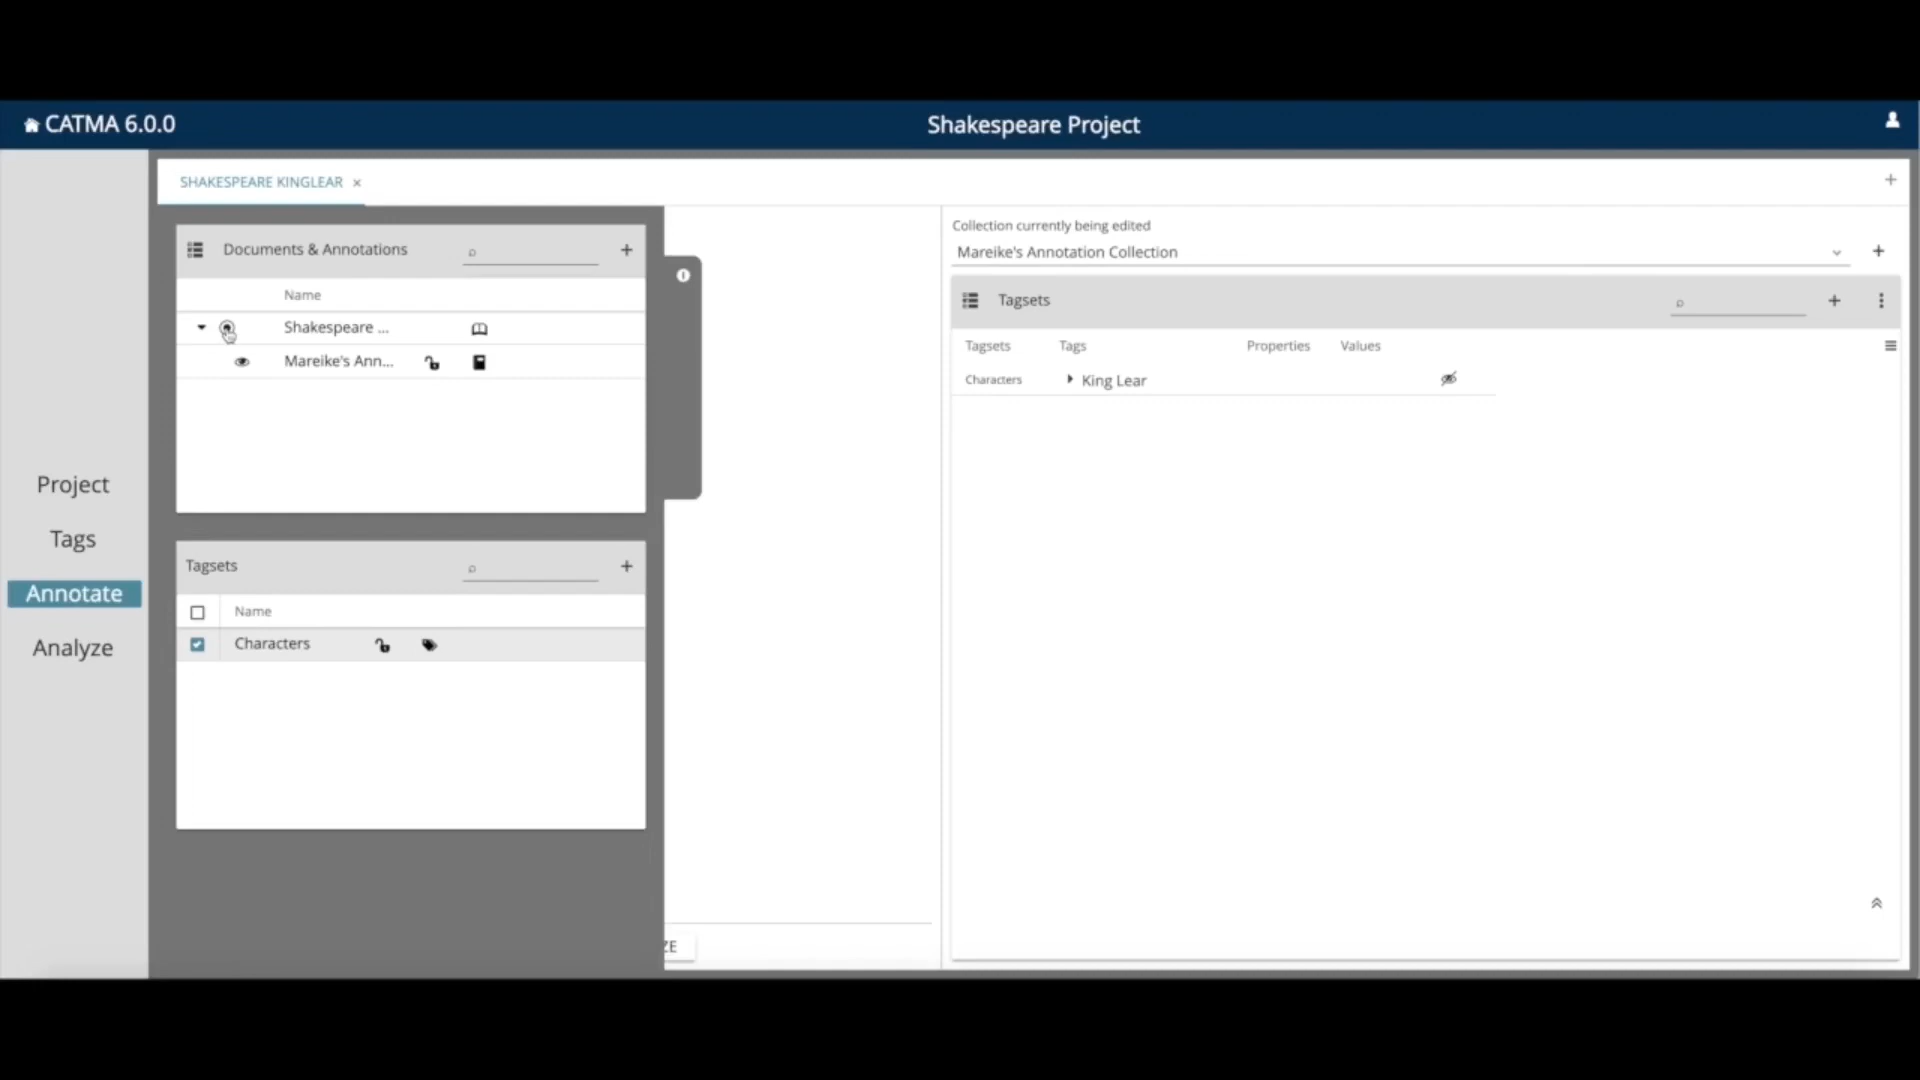 CATMA 6.0.0
Shakespeare Project
SHAKESPEARE KINGLEAR
Documents & Annotations
Name
Shakespeare ...
Mareike's Ann...
Tagsets
Name
Characters
Project
Tags
Annotate
Analyze
ZE
Collection currently being edited
Mareike's Annotation Collection
Tagsets
Tagsets Tags Properties Values
Characters King Lear